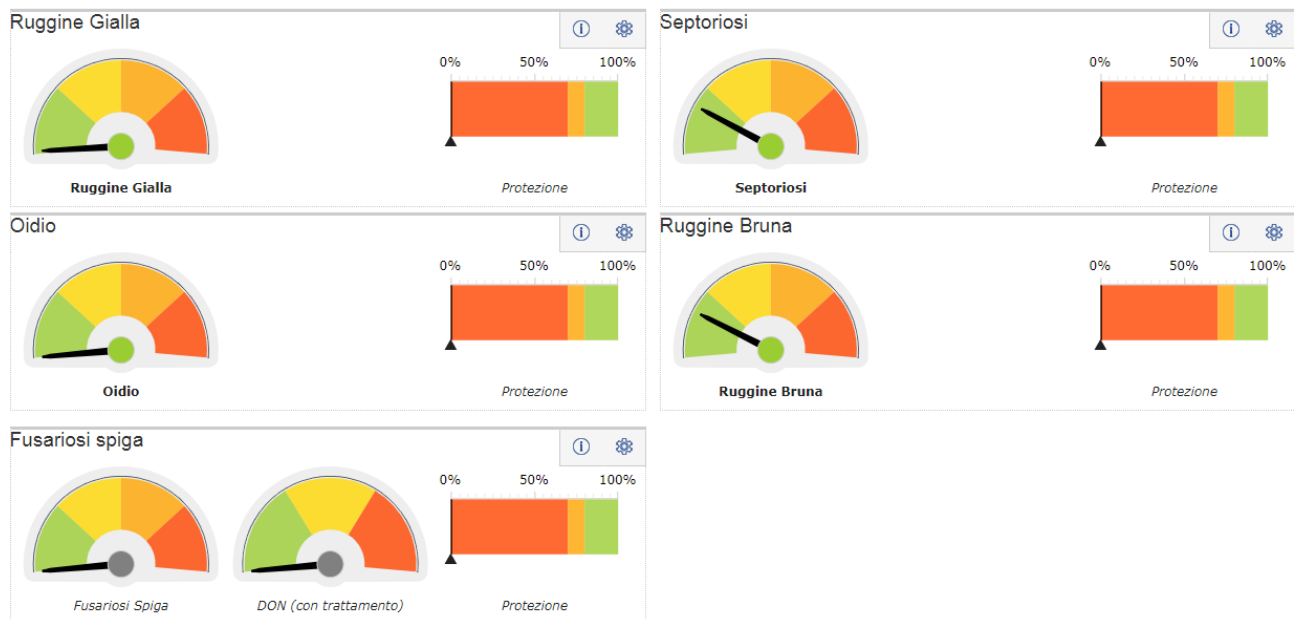 Ruggine Gialla
0% 50% 100%
Ruggine Gialla
Protezione
Septoriosi
0% 50% 100%
Septoriosi
Protezione
Oidio
0% 50% 100%
Oidio
Protezione
Ruggine Bruna
0% 50% 100%
Ruggine Bruna
Protezione
Fusariosi spiga
0% 50% 100%
Fusariosi Spiga
DON (con trattamento)
Protezione